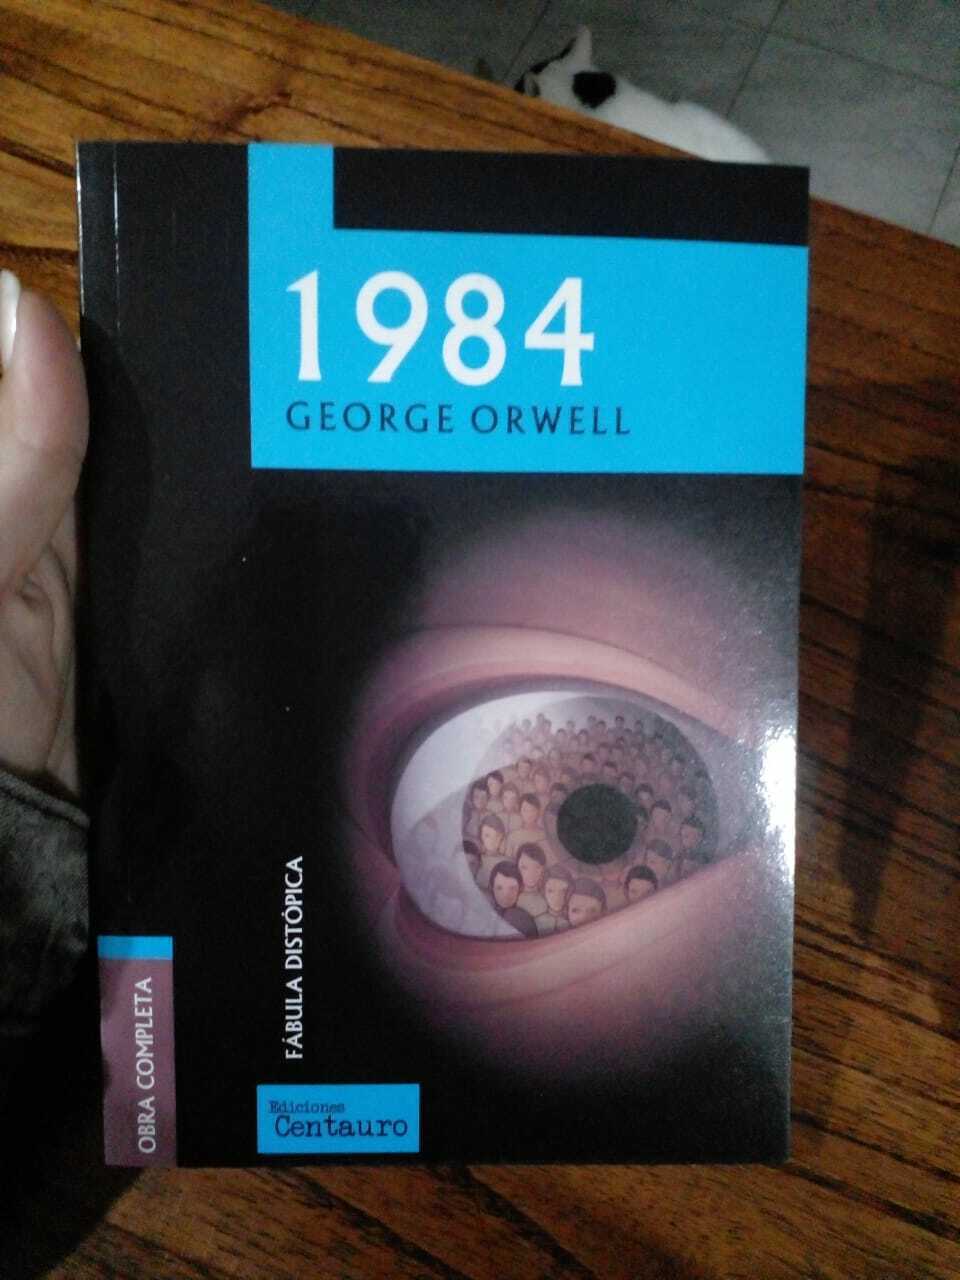 1984
GEORGE ORWELL
FÁBULA DISTÓPICA
OBRA COMPLETA
Ediciones
Centauro